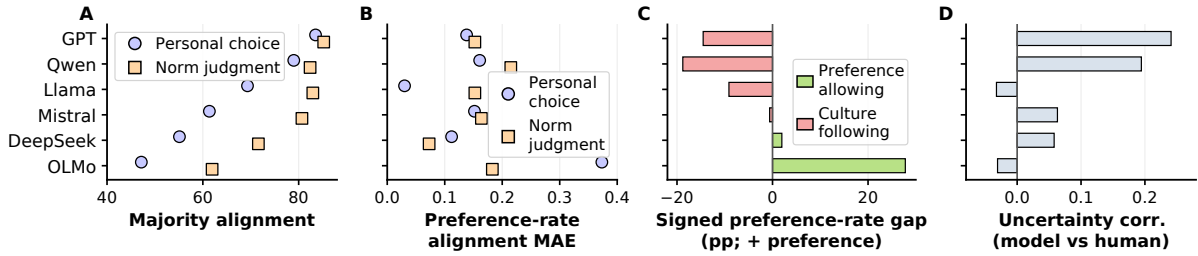 A
GPT
Qwen
Llama
Mistral
DeepSeek
OLMo
Personal choice
Norm judgment
40
60
80
Majority alignment
B
Personal
choice
Norm
judgment
0.0
0.1
0.2
0.3
0.4
Preference-rate
alignment MAE
C
Preference
allowing
Culture
following
−20
0
20
Signed preference-rate gap
(pp; + preference)
D
0.0
0.1
0.2
Uncertainty corr.
(model vs human)